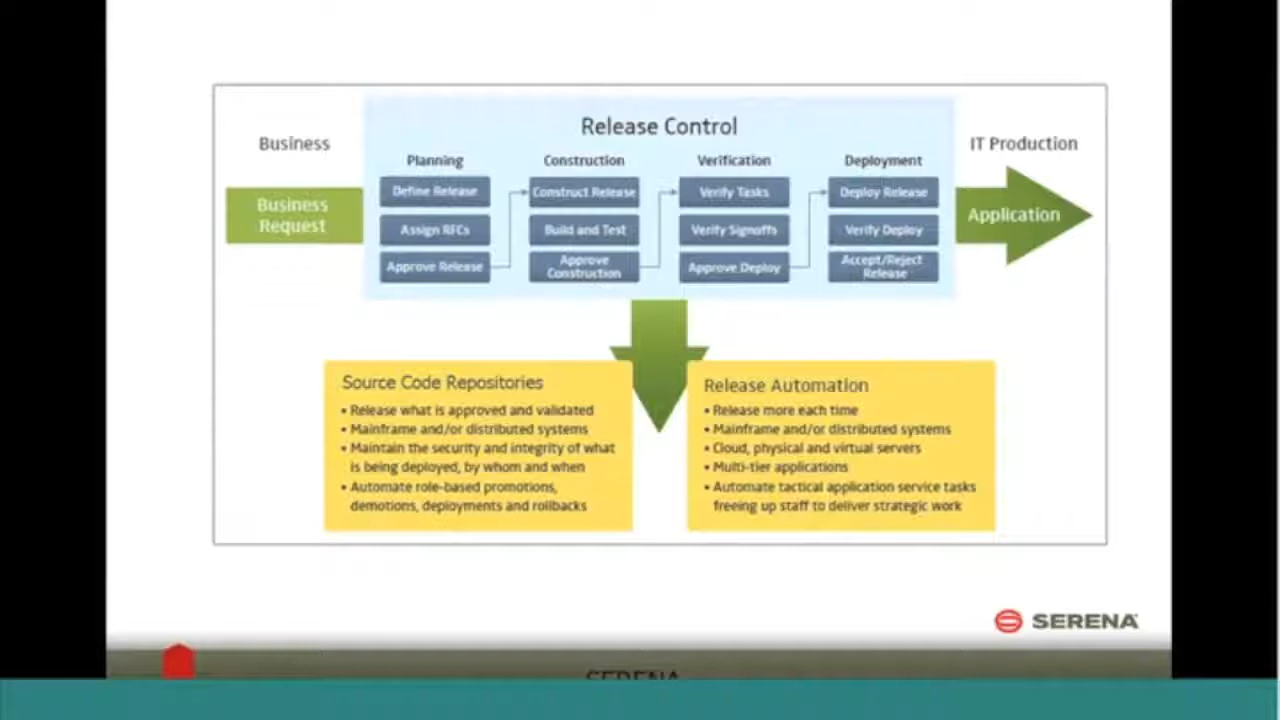 Release Control
Business
IT Production
Business
Request
Planning
Define Release
Assign RFCs
Approve Release
Construction
Construct Release
Build and Test
Approve
Construction
Verification
Verify Tasks
Verify Signoffs
Approve Deploy
Deployment
Deploy Release
Verify Deploy
Accept/Reject
Release
Application
Source Code Repositories
• Release what is approved and validated
• Mainframe and/or distributed systems
• Maintain the security and integrity of what
is being deployed, by whom and when
• Automate role-based promotions,
demotions, deployments and rollbacks
Release Automation
• Release more each time
• Mainframe and/or distributed systems
• Cloud, physical and virtual servers
• Multi-tier applications
• Automate tactical application service tasks
freeing up staff to deliver strategic work
SERENA
SERENA